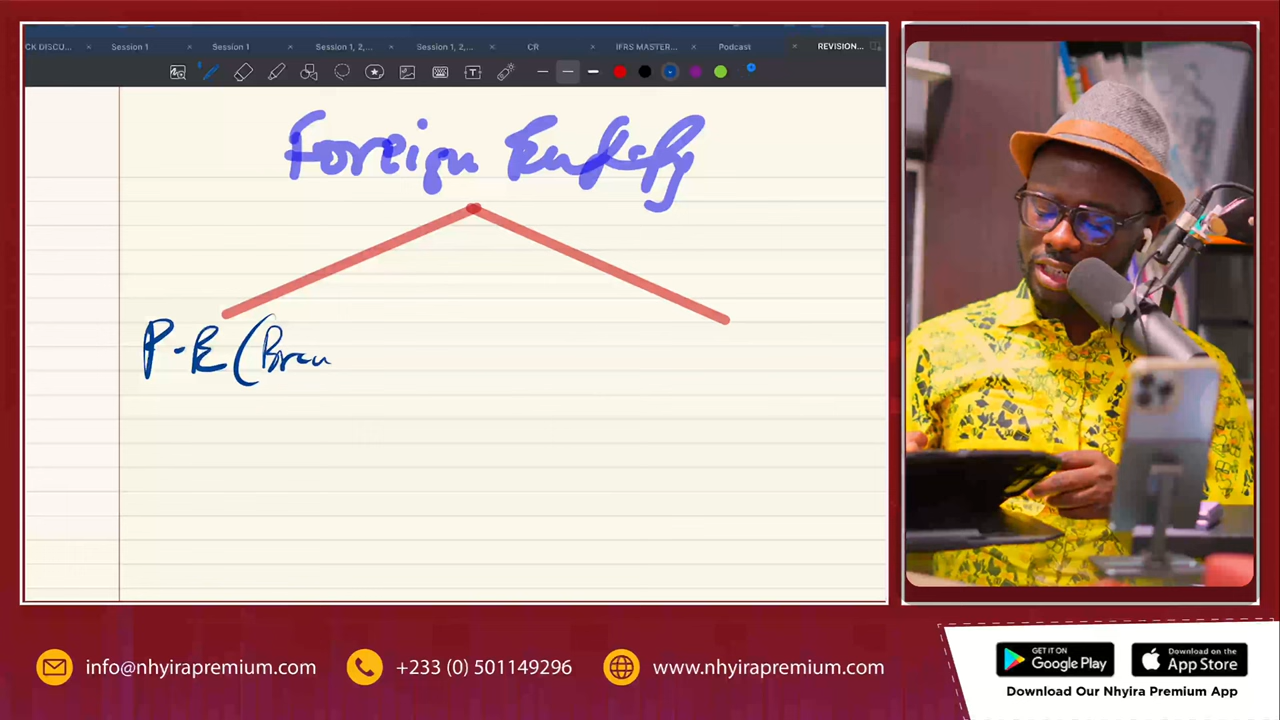 CK DISCU...
Session 1
Session 1
Session 1, 2,...
Session 1, 2,...
CR
IFRS MASTER...
Podcast
REVISION...
Foreign Entity
P-E (Bran
info@nhyirapremium.com
+233 (0) 501149296
www.nhyirapremium.com
GET IT ON
Google Play
Download on the
App Store
Download Our Nhyira Premium App